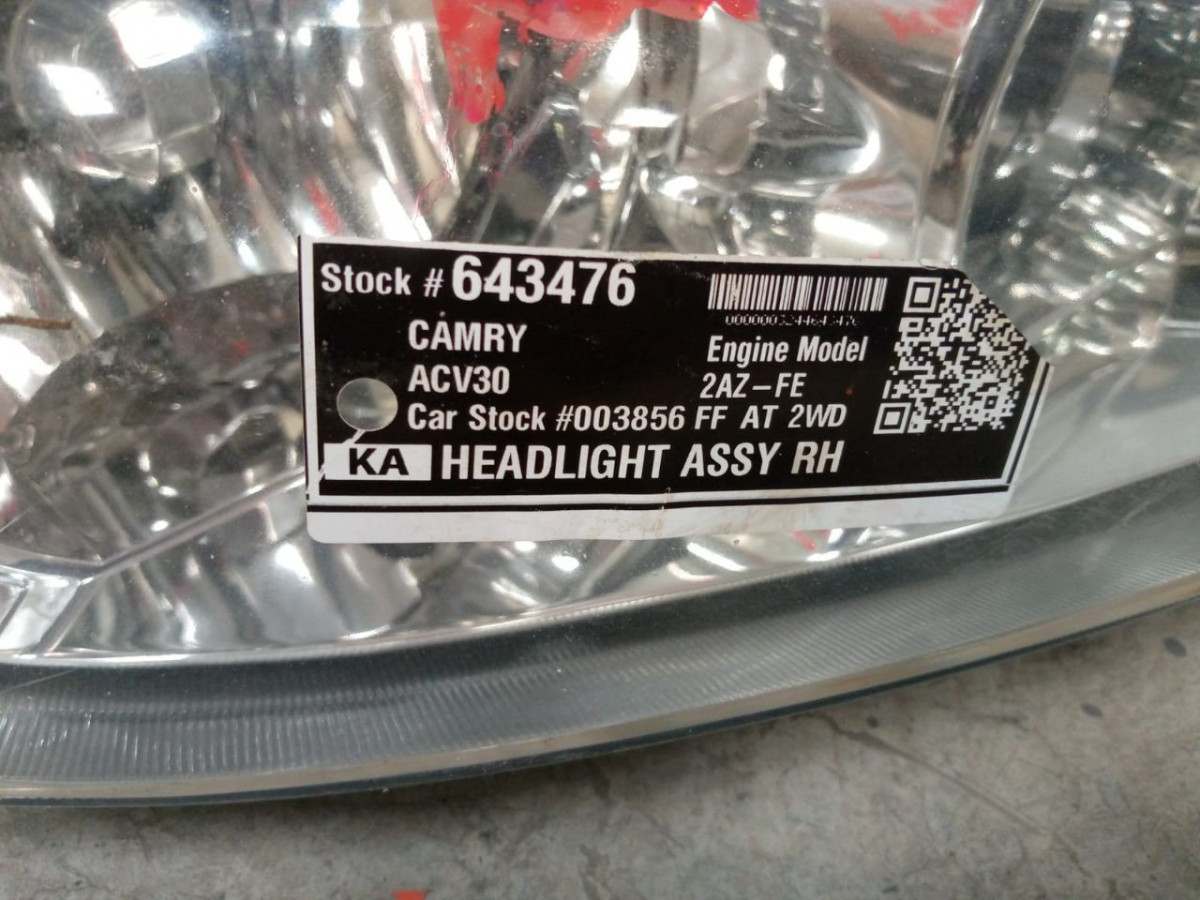 Stock # 643476
CAMRY
ACV30
Engine Model
2AZ-FE
Car Stock #003856 FF AT 2WD
KA HEADLIGHT ASSY RH